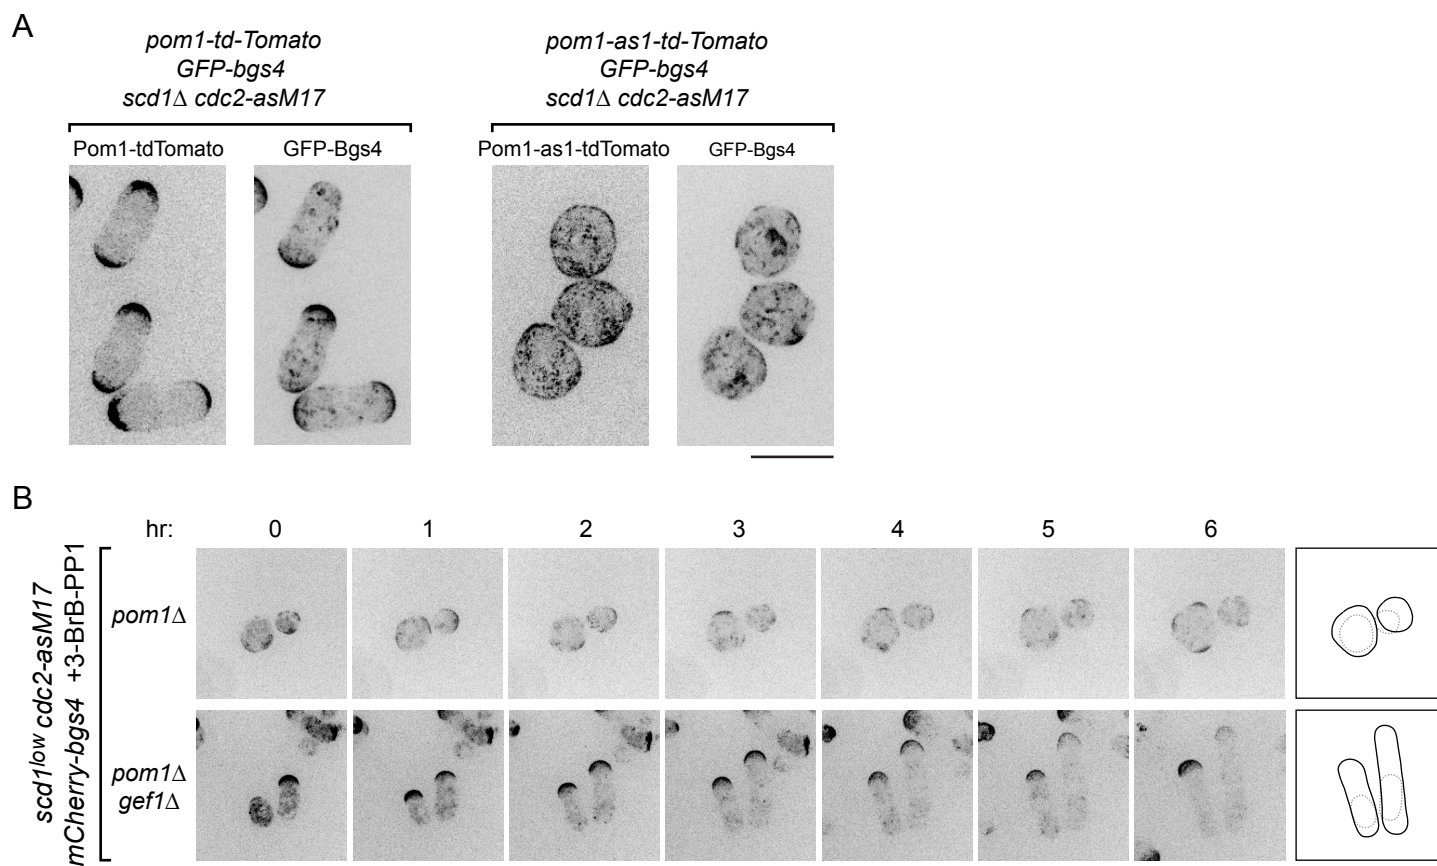 A
pom1-td-Tomato
GFP-bgs4
scd1Δ cdc2-asM17
pom1-as1-td-Tomato
GFP-bgs4
scd1Δ cdc2-asM17
Pom1-tdTomato
GFP-Bgs4
Pom1-as1-tdTomato
GFP-Bgs4
B
hr:
0
1
2
3
4
5
6
scd1low cdc2-asM17
mCherry-bgs4 +3-BrB-PP1
pom1Δ
pom1Δ
gef1Δ